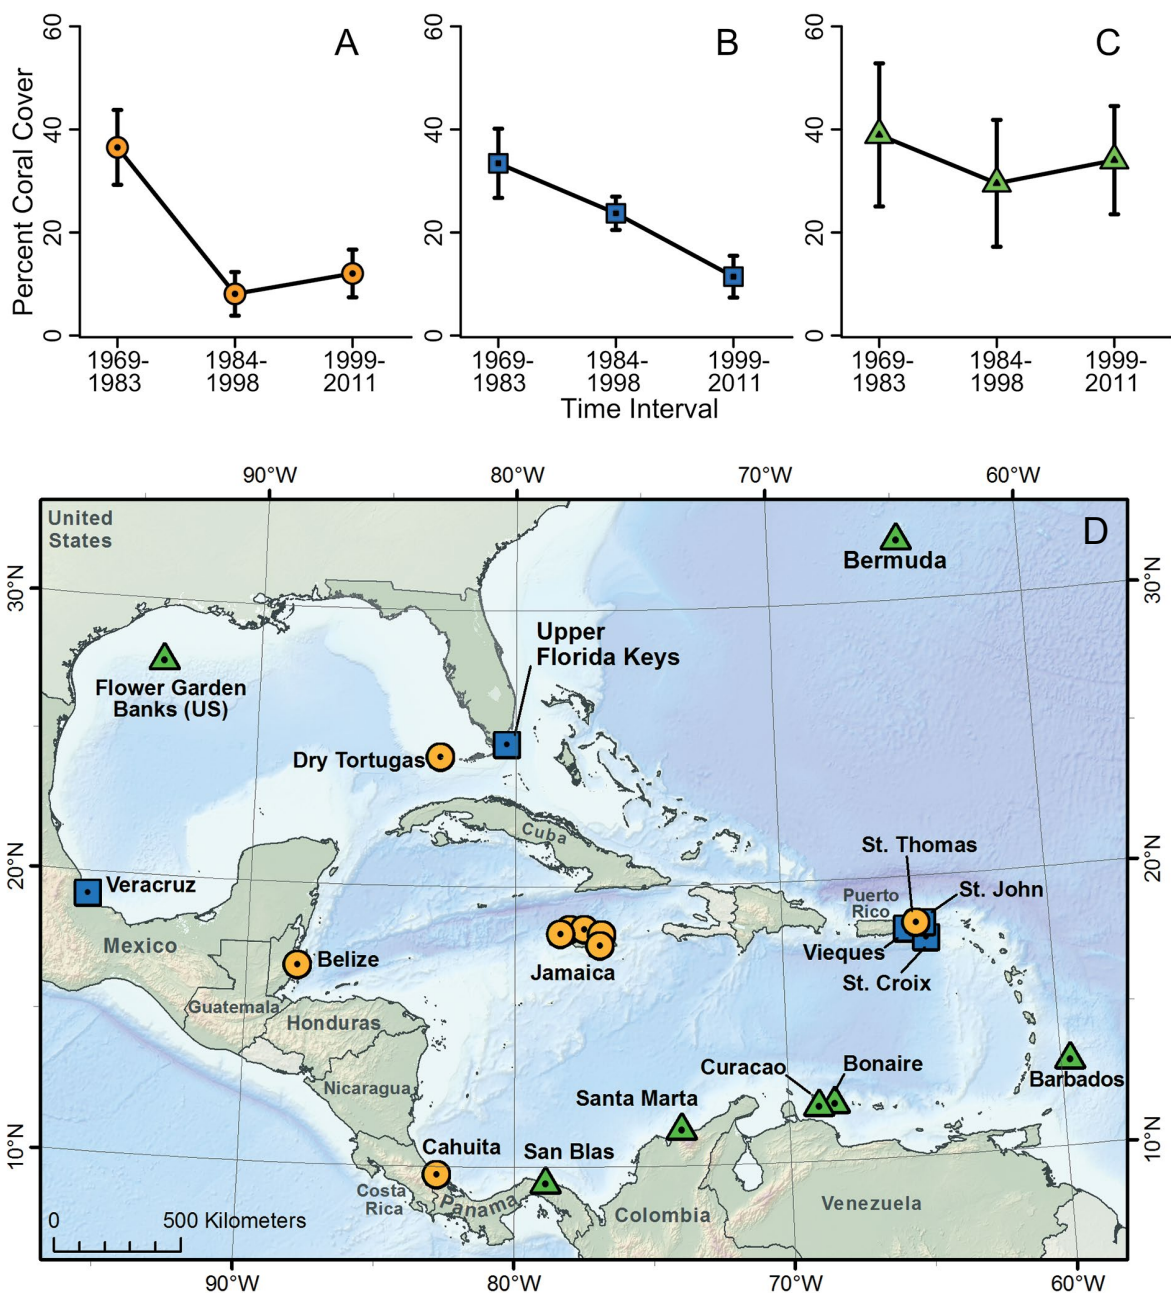 A
B
C
Percent Coral Cover
0
20
40
60
0
20
40
60
0
20
40
60
1969-
1983
1984-
1998
1999-
2011
1969-
1983
1984-
1998
1999-
2011
1969-
1983
1984-
1998
1999-
2011
Time Interval
90°W
80°W
70°W
60°W
D
United
States
Bermuda
30°N
30°N
Upper
Florida Keys
Flower Garden
Banks (US)
Dry Tortugas
Cuba
St. Thomas
20°N
20°N
Veracruz
St. John
Puerto
Rico
Mexico
Vieques
Belize
Jamaica
St. Croix
Guatemala
Honduras
Curacao
Bonaire
Barbados
Nicaragua
Santa Marta
10°N
10°N
Cahuita
San Blas
Costa
Rica
Panama
Colombia
Venezuela
0
500 Kilometers
90°W
80°W
70°W
60°W